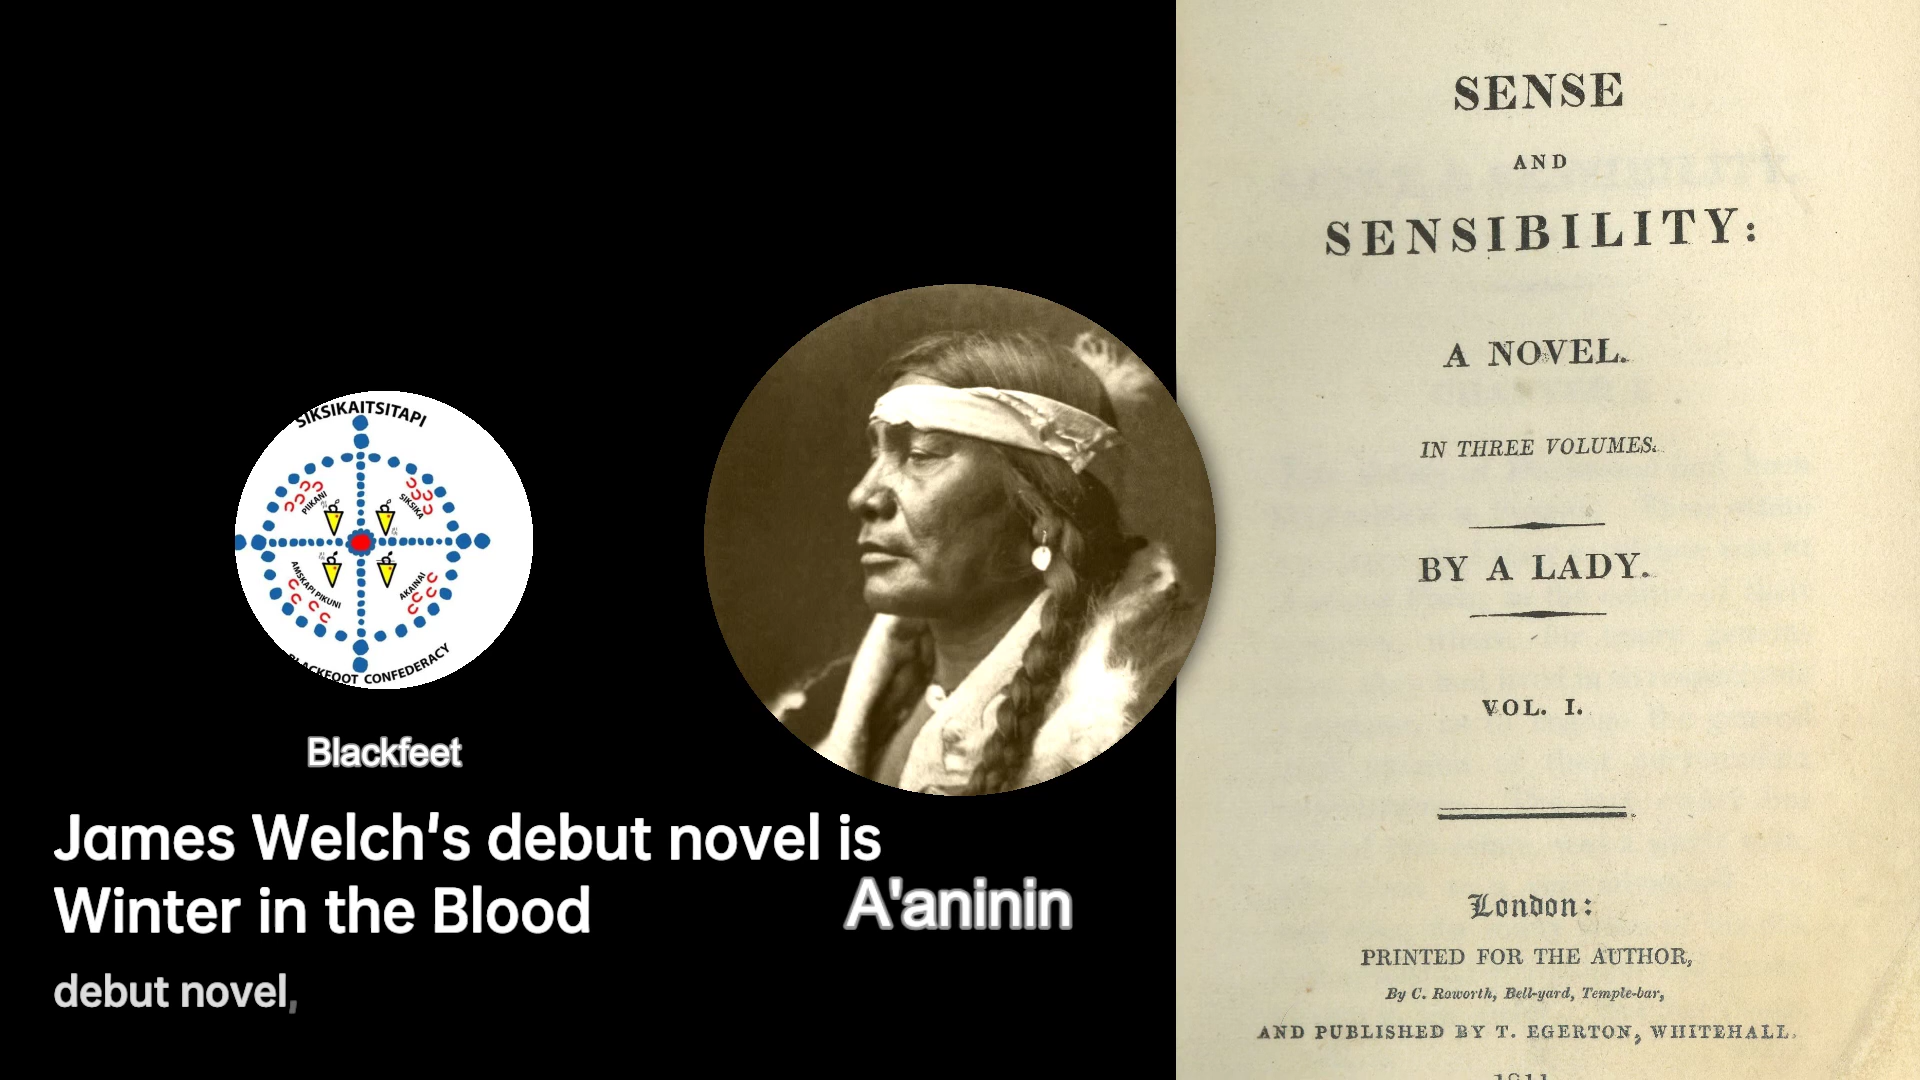 SIKSIKAITSITAPI
PIIKANI
SIKSIKA
AMSKAPI PIKUNI
AKAINAI
BLACKFOOT CONFEDERACY
Blackfeet
James Welch's debut novel is
Winter in the Blood
A'aninin
debut novel,
SENSE
AND
SENSIBILITY:
A NOVEL.
IN THREE VOLUMES.
BY A LADY.
VOL. I.
London:
PRINTED FOR THE AUTHOR,
By C. Roworth, Bell-yard, Temple-bar,
AND PUBLISHED BY T. EGERTON, WHITEHALL.
1811